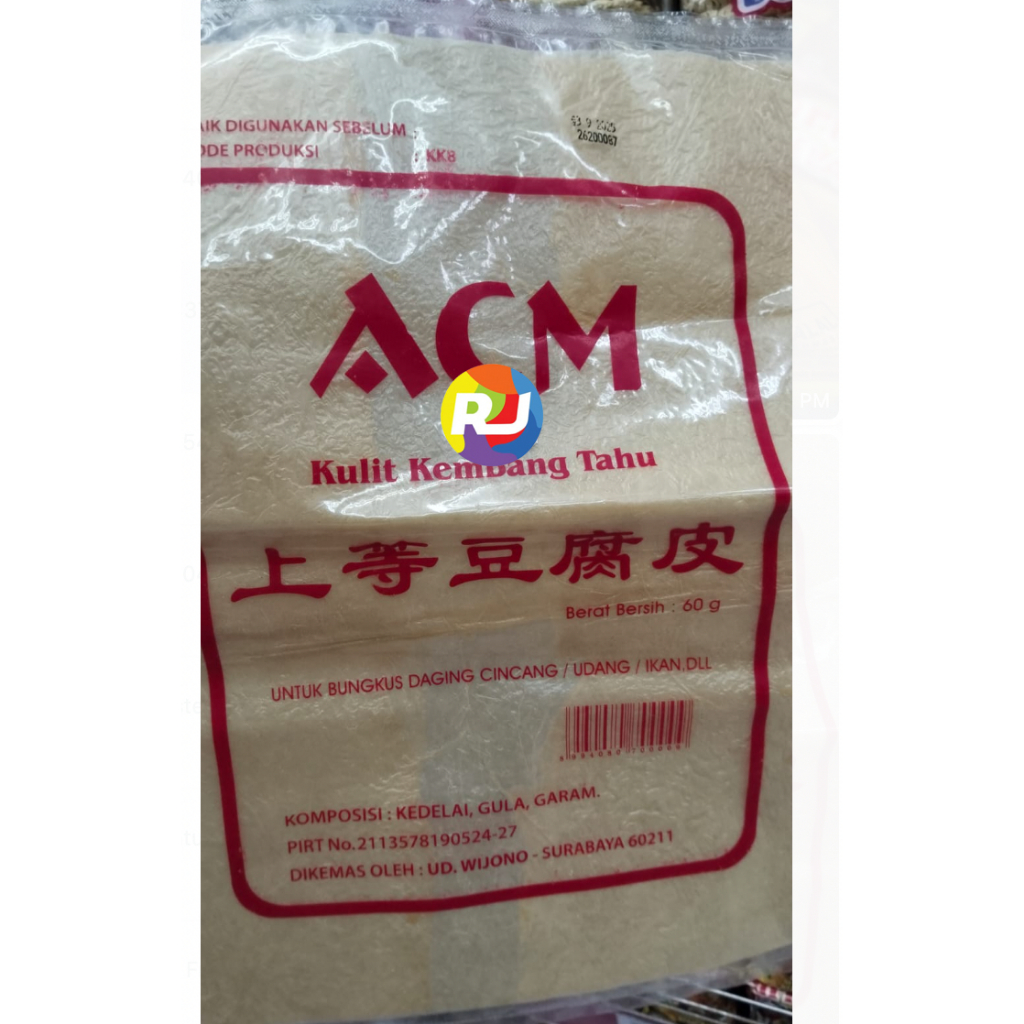 AIK DIGUNAKAN SEBELUM :
ODE PRODUKSI : KK8
26200087
ACM
RJ
Kulit Kembang Tahu
上等豆腐皮
Berat Bersih : 60 g
UNTUK BUNGKUS DAGING CINCANG / UDANG / IKAN.DLL
KOMPOSISI : KEDELAI, GULA, GARAM.
PIRT No.2113578190524-27
DIKEMAS OLEH : UD. WIJONO - SURABAYA 60211